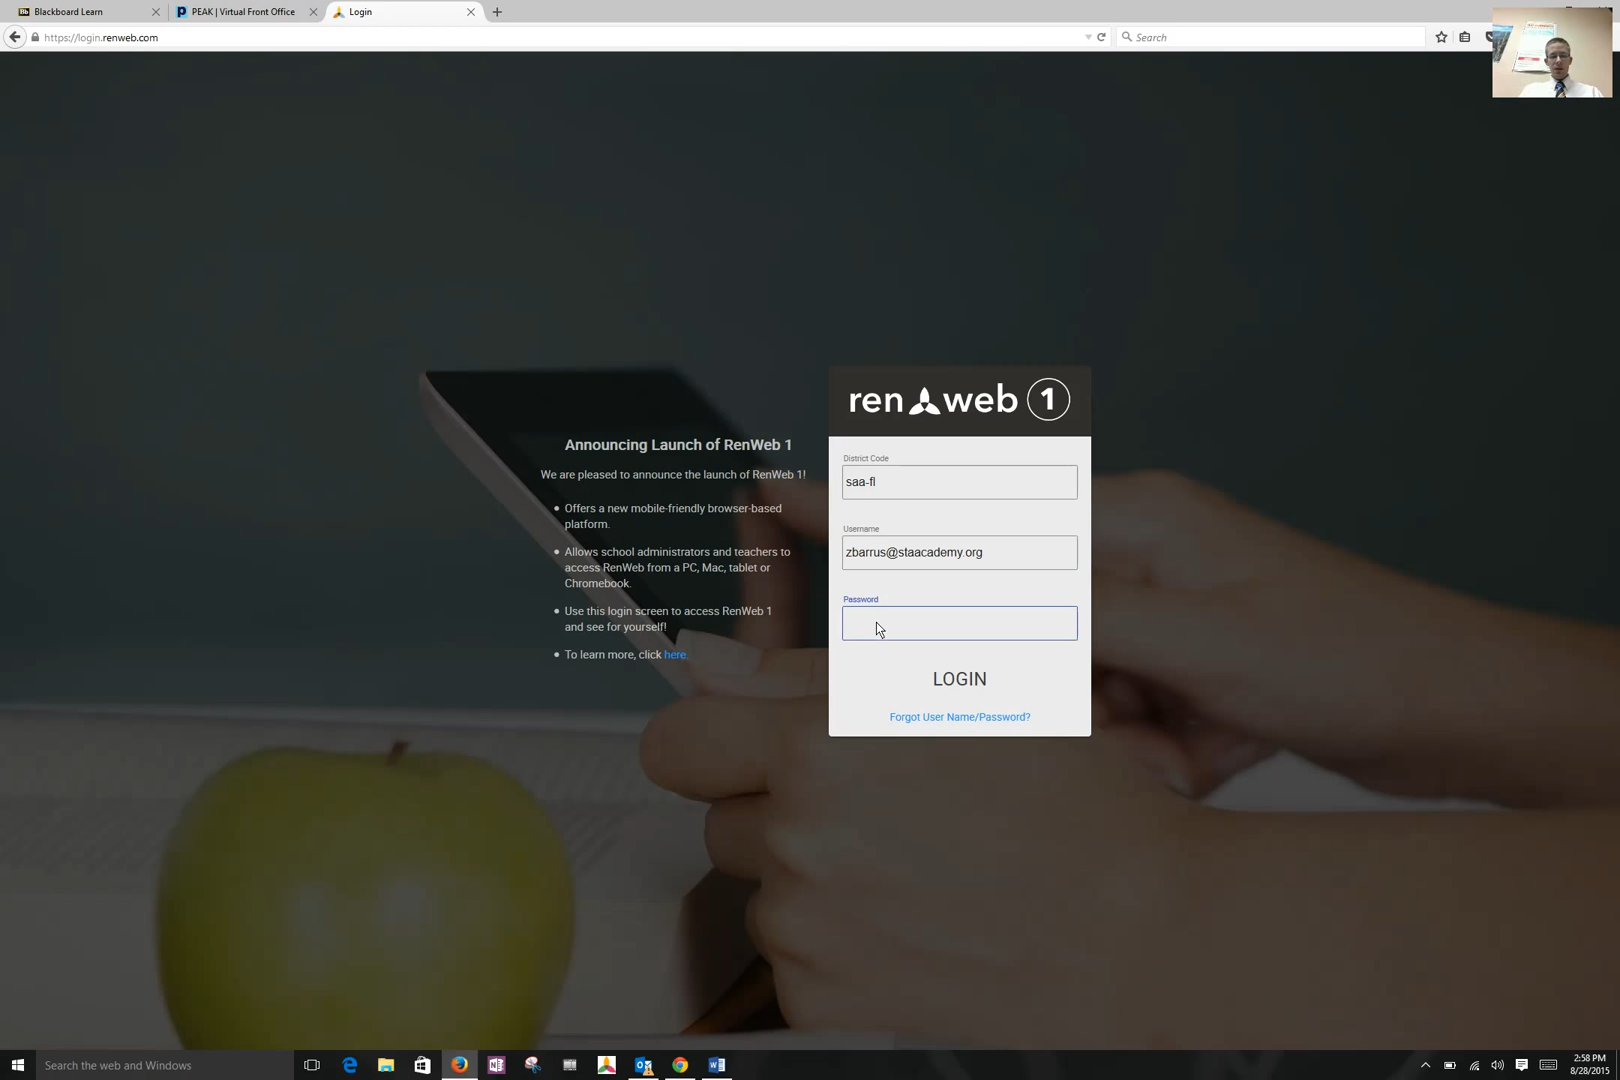 Blackboard Learn
PEAK | Virtual Front Office
Login
https://login.renweb.com
Search
ren web 1
Announcing Launch of RenWeb 1
We are pleased to announce the launch of RenWeb 1!
Offers a new mobile-friendly browser-based
platform.
Allows school administrators and teachers to
access RenWeb from a PC, Mac, tablet or
Chromebook.
Use this login screen to access RenWeb 1
and see for yourself!
To learn more, click here.
District Code
saa-fl
Username
zbarrus@staacademy.org
Password
LOGIN
Forgot User Name/Password?
Search the web and Windows
2:58 PM
8/28/2015